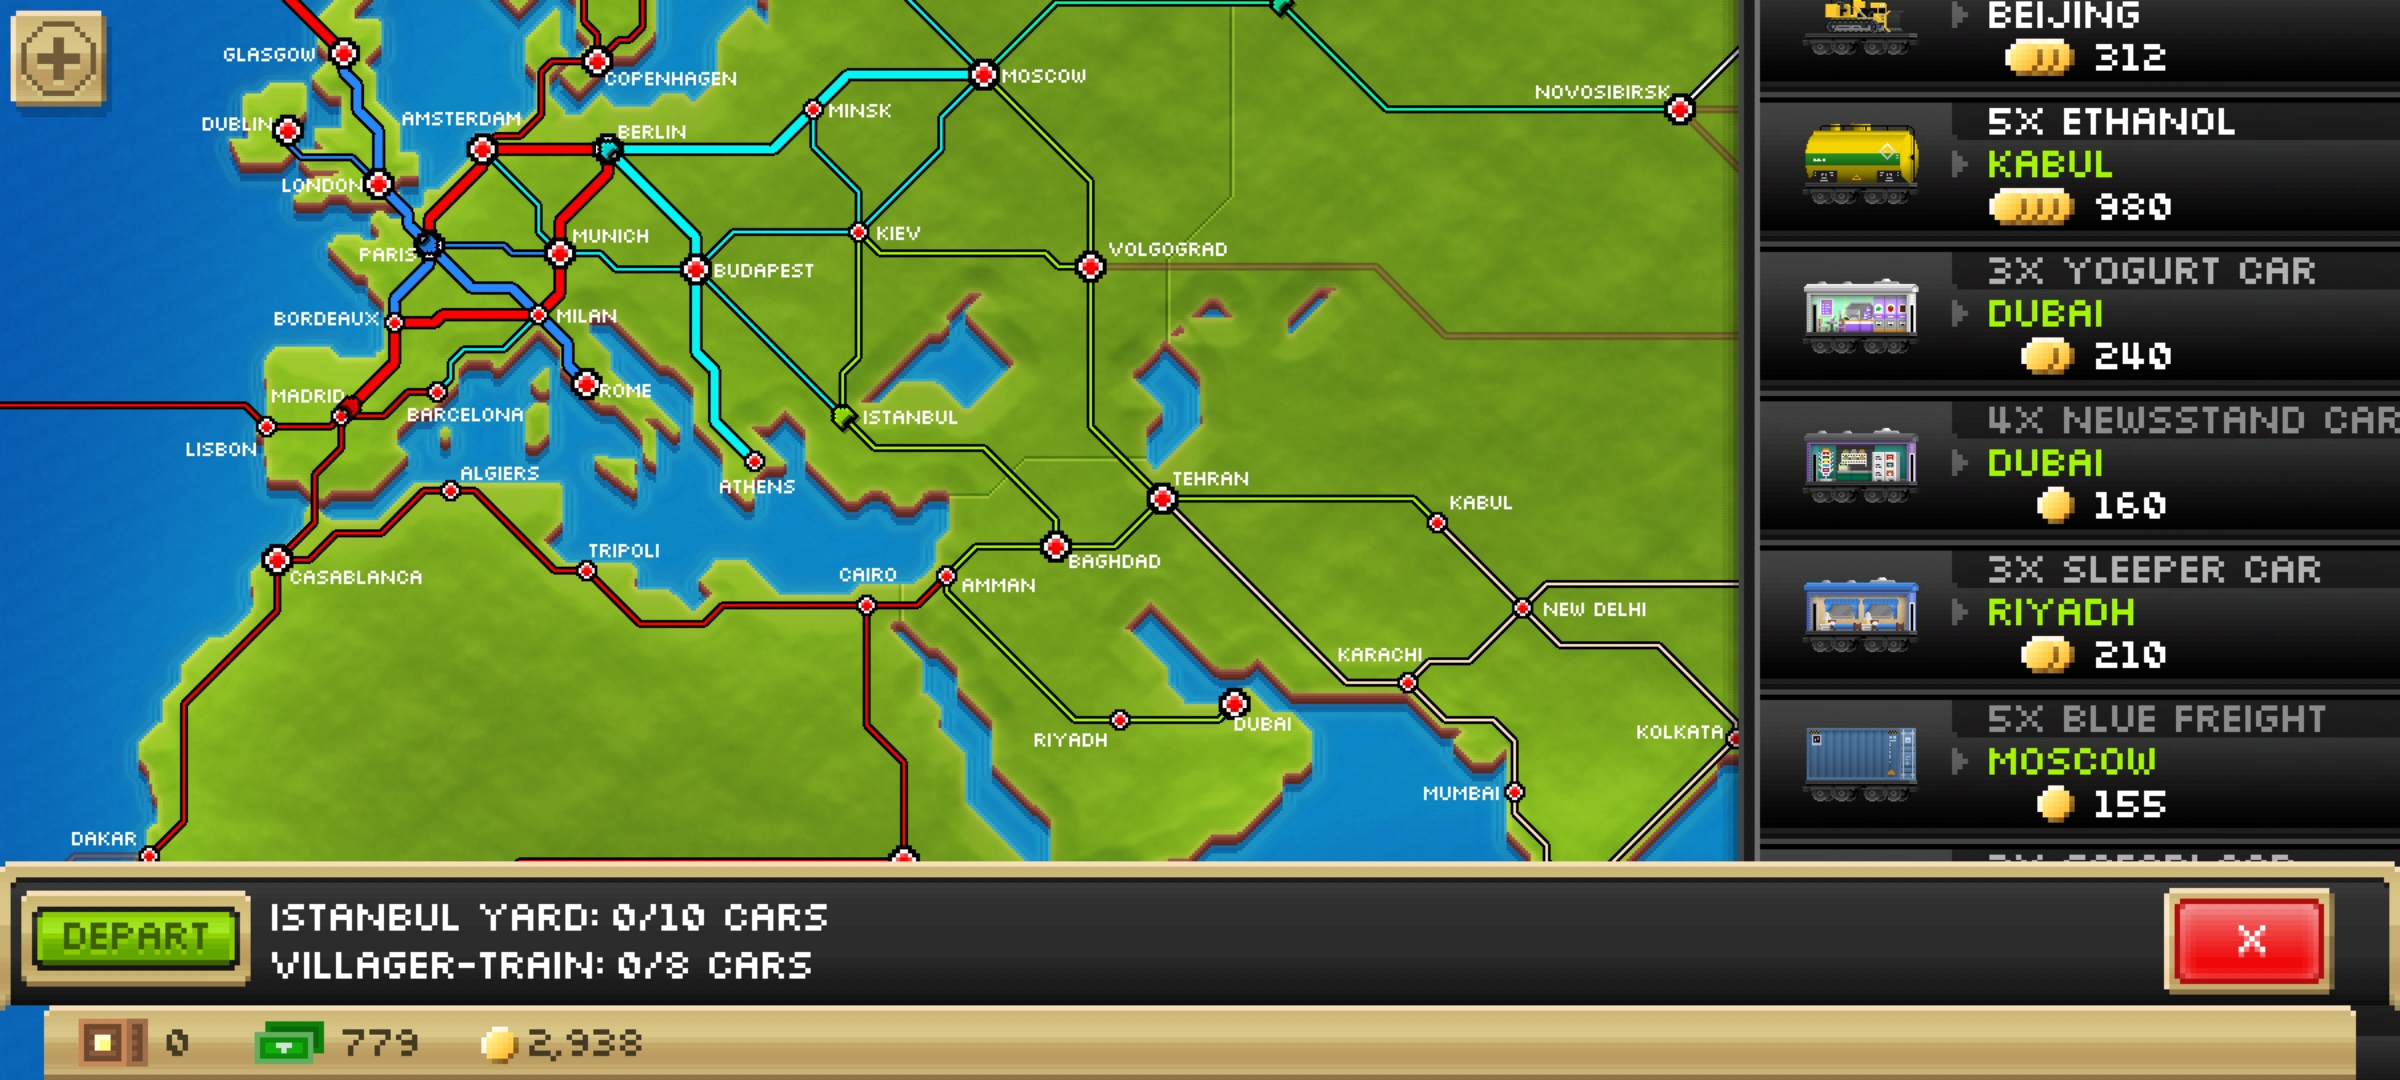 GLASGOW
COPENHAGEN
MOSCOW
NOVOSIBIRSK
DUBLIN
AMSTERDAM
BERLIN
MINSK
LONDON
PARIS
MUNICH
KIEV
VOLGOGRAD
BUDAPEST
BORDEAUX
MILAN
MADRID
BARCELONA
ROME
ISTANBUL
LISBON
ALGIERS
ATHENS
TEHRAN
KABUL
CASABLANCA
TRIPOLI
CAIRO
AMMAN
BAGHDAD
NEW DELHI
KARACHI
RIYADH
DUBAI
KOLKATA
MUMBAI
DAKAR
BEIJING
312
5X ETHANOL
KABUL
980
3X YOGURT CAR
DUBAI
240
4X NEWSSTAND CAR
DUBAI
160
3X SLEEPER CAR
RIYADH
210
5X BLUE FREIGHT
MOSCOW
155
DEPART
ISTANBUL YARD: 0/10 CARS
VILLAGER-TRAIN: 0/8 CARS
X
0
779
2,938